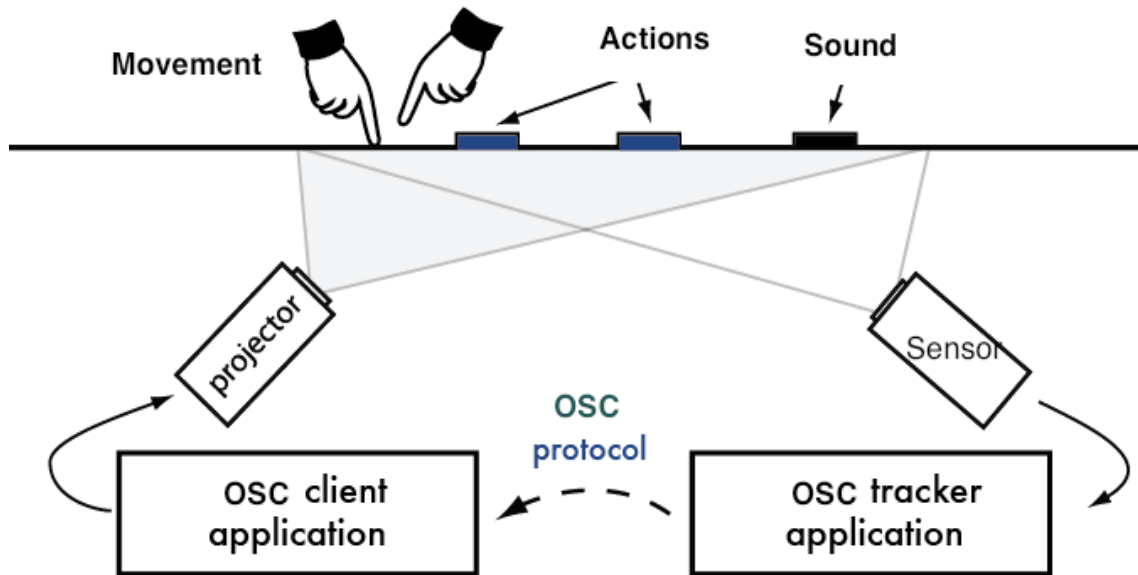 Movement
Actions
Sound
projector
Sensor
OSC
protocol
OSC client
application
OSC tracker
application